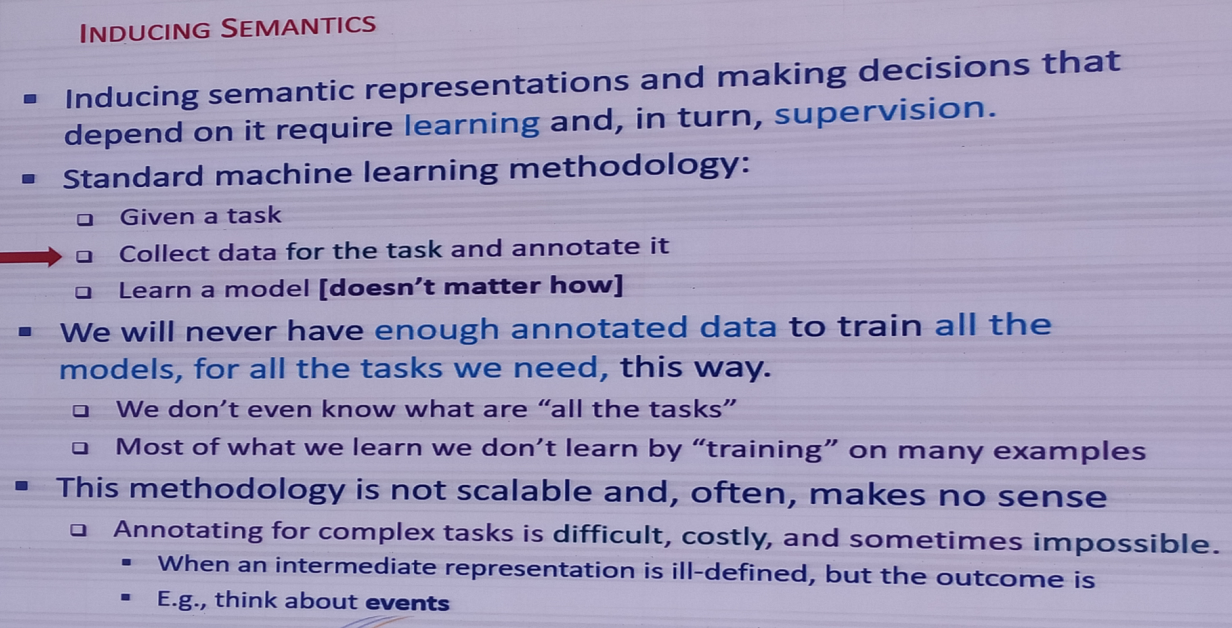 INDUCING SEMANTICS
▪ Inducing semantic representations and making decisions that
depend on it require learning and, in turn, supervision.
▪ Standard machine learning methodology:
❑ Given a task
❑ Collect data for the task and annotate it
❑ Learn a model [doesn't matter how]
▪ We will never have enough annotated data to train all the
models, for all the tasks we need, this way.
❑ We don't even know what are “all the tasks”
❑ Most of what we learn we don't learn by “training” on many examples
▪ This methodology is not scalable and, often, makes no sense
❑ Annotating for complex tasks is difficult, costly, and sometimes impossible.
▪ When an intermediate representation is ill-defined, but the outcome is
▪ E.g., think about events